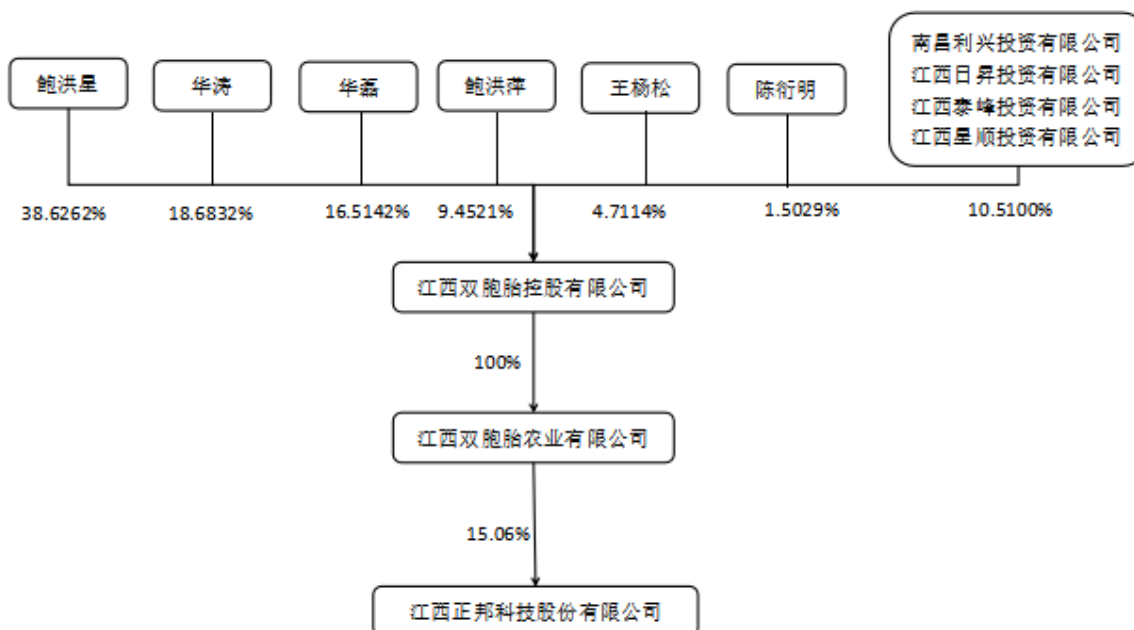 南昌利兴投资有限公司
江西日昇投资有限公司
江西泰峰投资有限公司
江西星顺投资有限公司
鲍洪星
华涛
华磊
鲍洪萍
王杨松
陈衍明
38.6262%
18.6832%
16.5142%
9.4521%
4.7114%
1.5029%
10.5100%
江西双胞胎控股有限公司
100%
江西双胞胎农业有限公司
15.06%
江西正邦科技股份有限公司